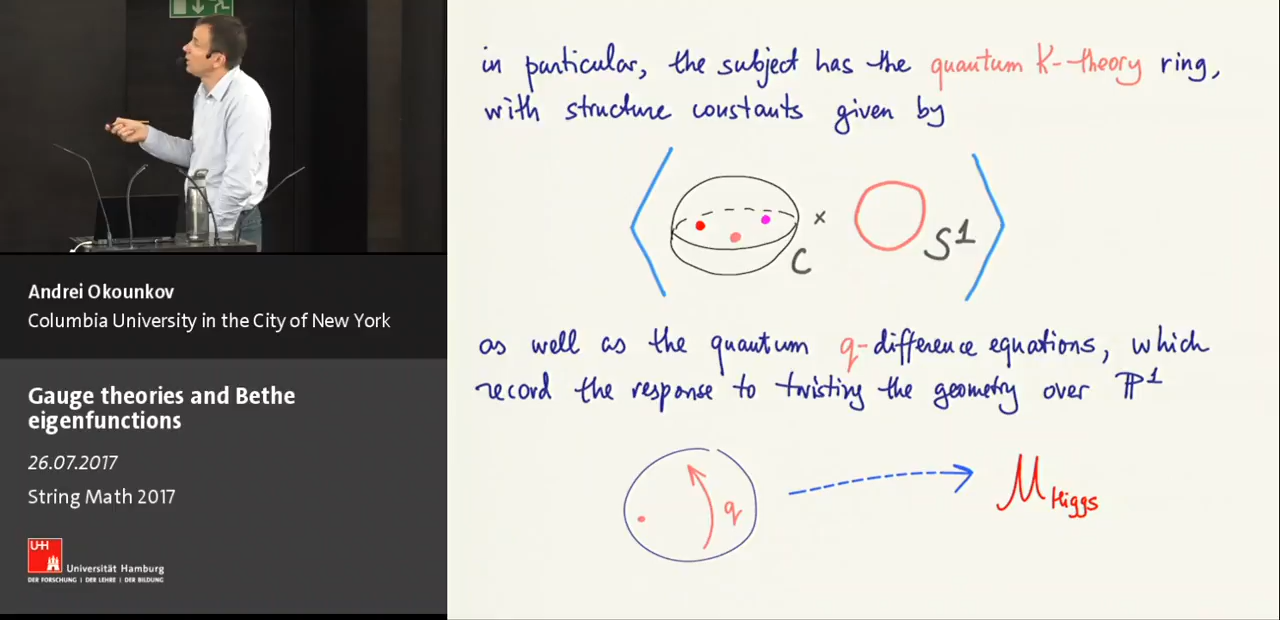 in particular, the subject has the quantum K-theory ring,
with structure constants given by
C
×
S1
as well as the quantum q-difference equations, which
record the response to twisting the geometry over ℙ1
q
M Higgs
Andrei Okounkov
Columbia University in the City of New York
Gauge theories and Bethe
eigenfunctions
26.07.2017
String Math 2017
UH
Universität Hamburg
DER FORSCHUNG | DER LEHRE | DER BILDUNG